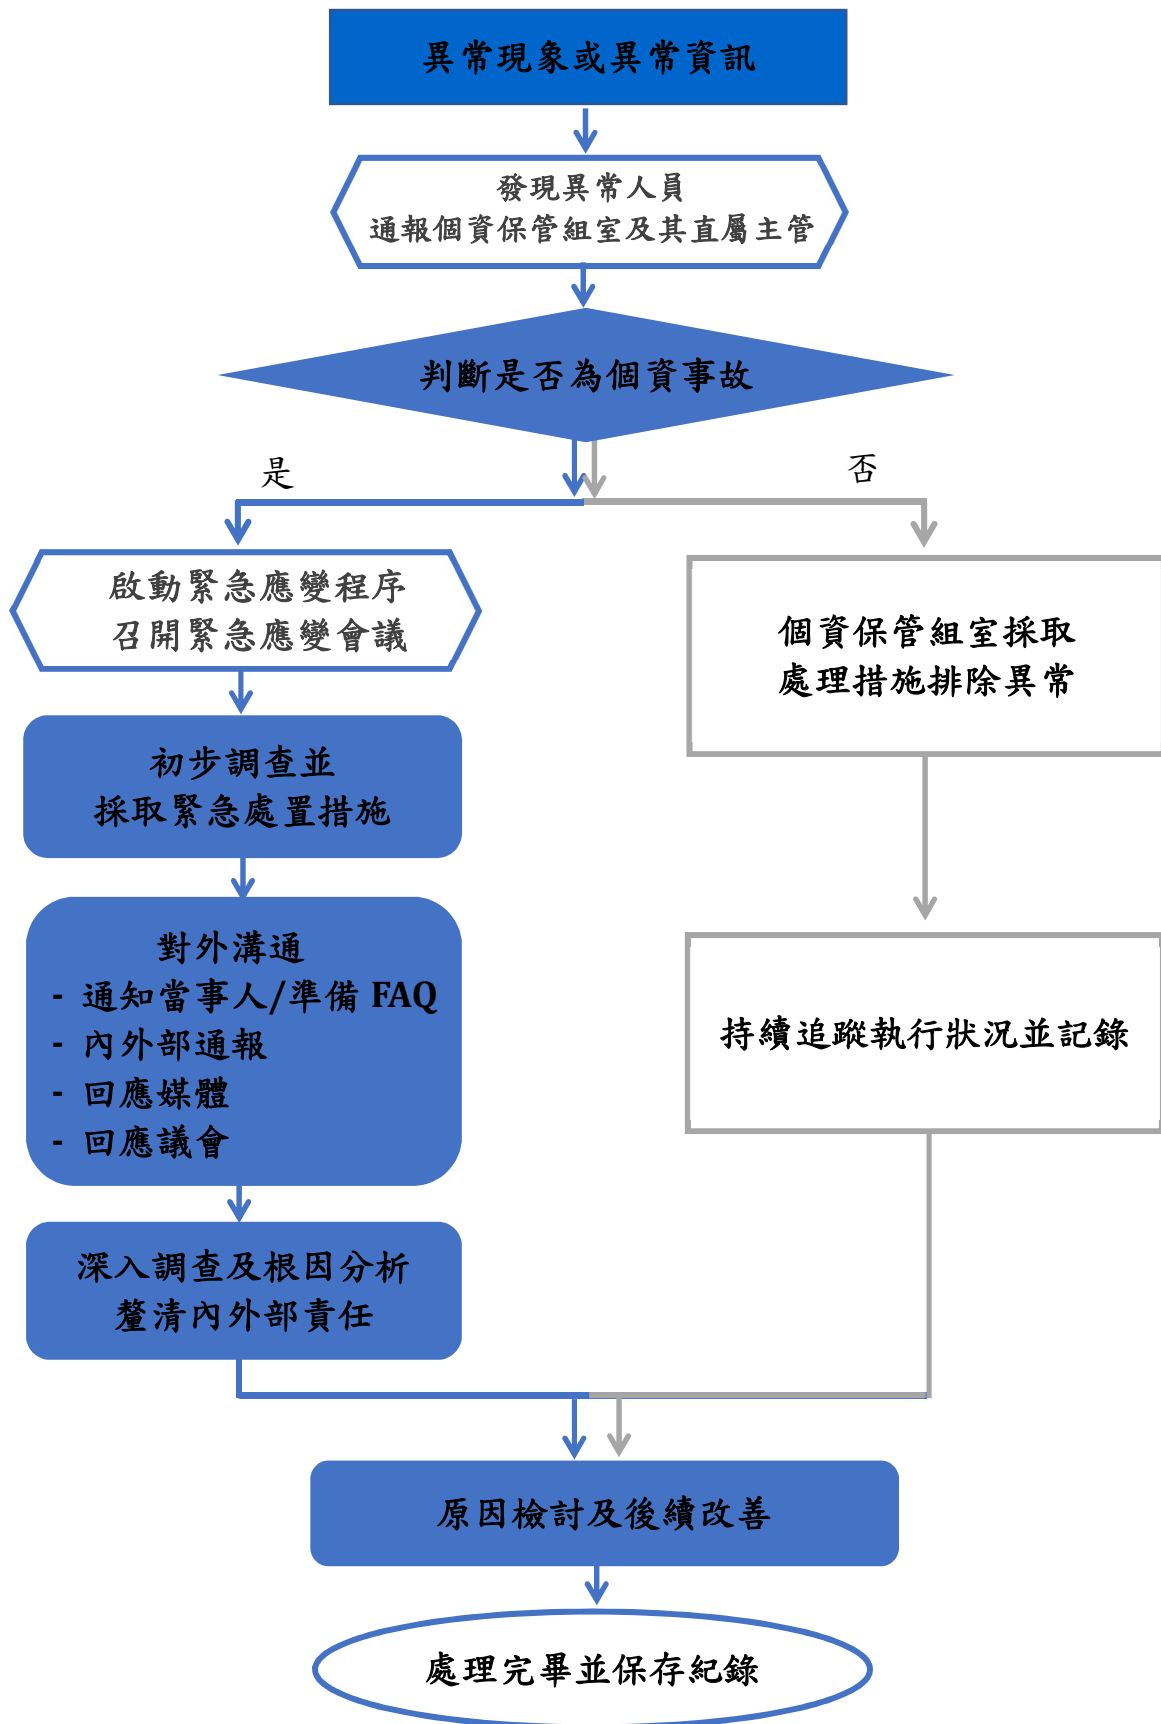 異常現象或異常資訊
發現異常人員
通報個資保管組室及其直屬主管
判斷是否為個資事故
是
否
啟動緊急應變程序
召開緊急應變會議
個資保管組室採取
處理措施排除異常
初步調查並
採取緊急處置措施
對外溝通
- 通知當事人/準備 FAQ
- 內外部通報
- 回應媒體
- 回應議會
持續追蹤執行狀況並記錄
深入調查及根因分析
釐清內外部責任
原因檢討及後續改善
處理完畢並保存紀錄